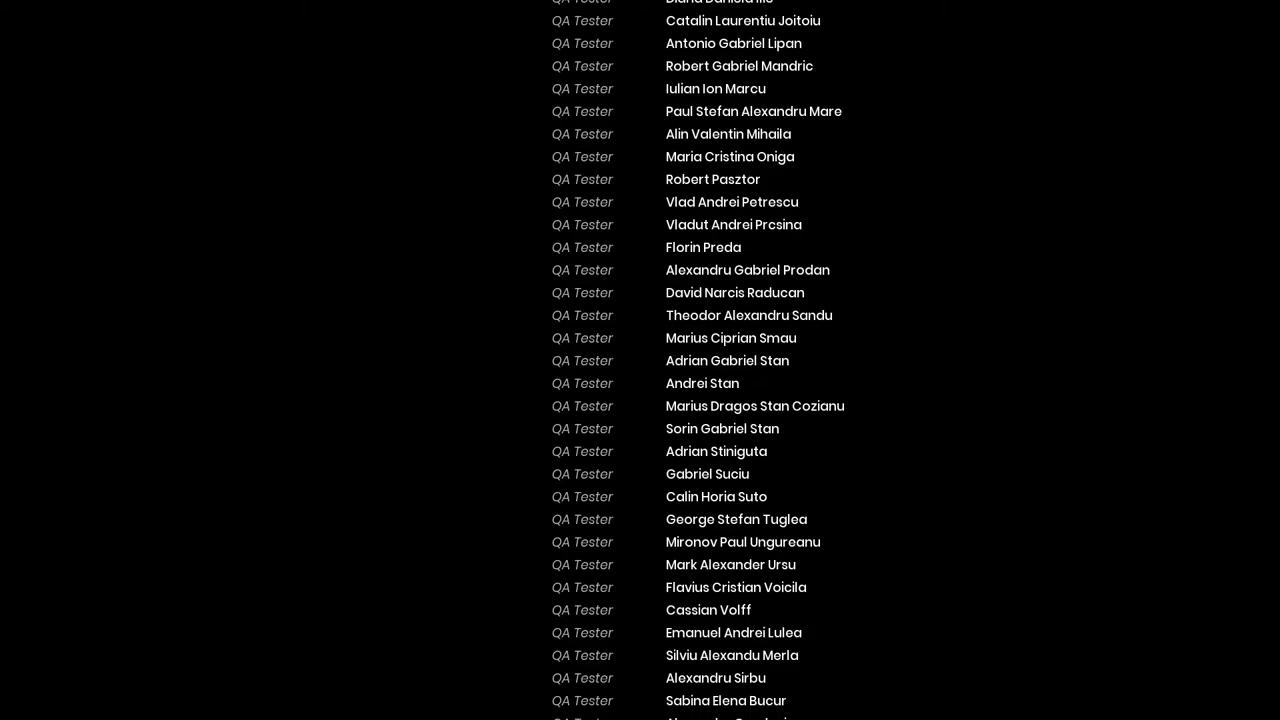 QA Tester Catalin Laurentiu Joitoiu
QA Tester Antonio Gabriel Lipan
QA Tester Robert Gabriel Mandric
QA Tester Iulian Ion Marcu
QA Tester Paul Stefan Alexandru Mare
QA Tester Alin Valentin Mihaila
QA Tester Maria Cristina Oniga
QA Tester Robert Pasztor
QA Tester Vlad Andrei Petrescu
QA Tester Vladut Andrei Prcsina
QA Tester Florin Preda
QA Tester Alexandru Gabriel Prodan
QA Tester David Narcis Raducan
QA Tester Theodor Alexandru Sandu
QA Tester Marius Ciprian Smau
QA Tester Adrian Gabriel Stan
QA Tester Andrei Stan
QA Tester Marius Dragos Stan Cozianu
QA Tester Sorin Gabriel Stan
QA Tester Adrian Stiniguta
QA Tester Gabriel Suciu
QA Tester Calin Horia Suto
QA Tester George Stefan Tuglea
QA Tester Mironov Paul Ungureanu
QA Tester Mark Alexander Ursu
QA Tester Flavius Cristian Voicila
QA Tester Cassian Volff
QA Tester Emanuel Andrei Lulea
QA Tester Silviu Alexandu Merla
QA Tester Alexandru Sirbu
QA Tester Sabina Elena Bucur